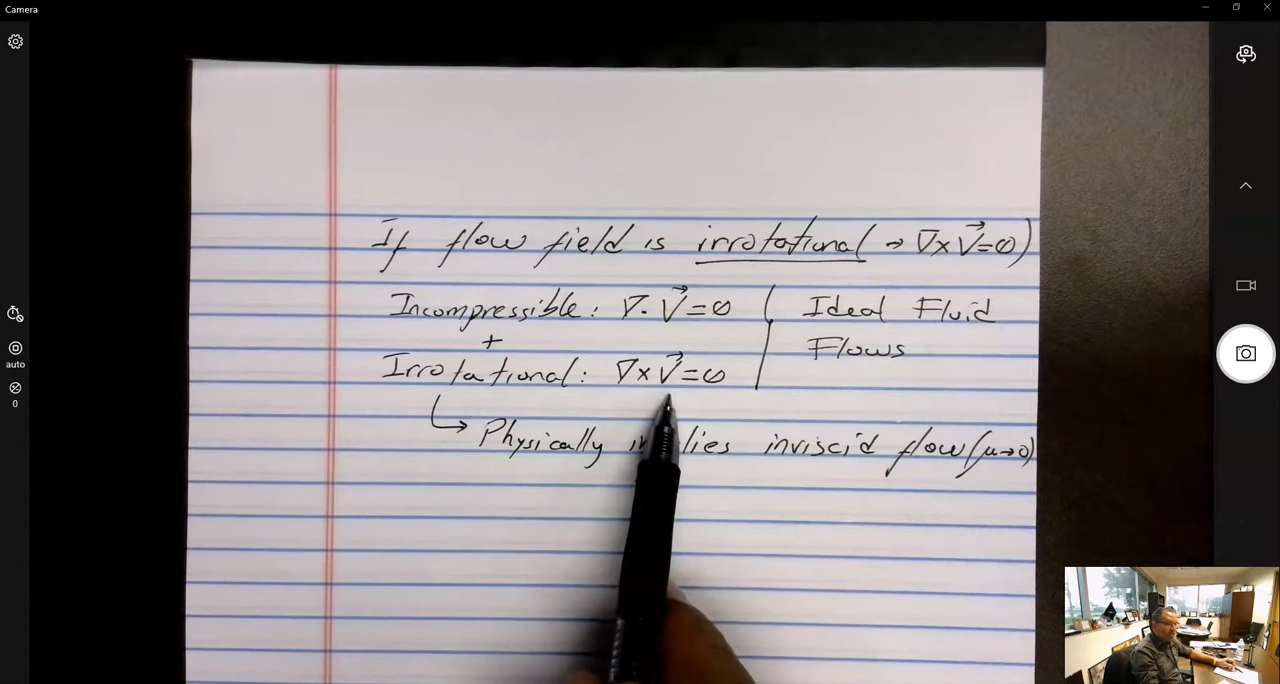 Camera
If flow field is irrotational → ∇×V⃗=0)
Incompressible: ∇·V⃗=0
+
Irrotational: ∇×V⃗=0
Ideal Fluid
Flows
↳ Physically implies inviscid flow (μ→0)
auto
0